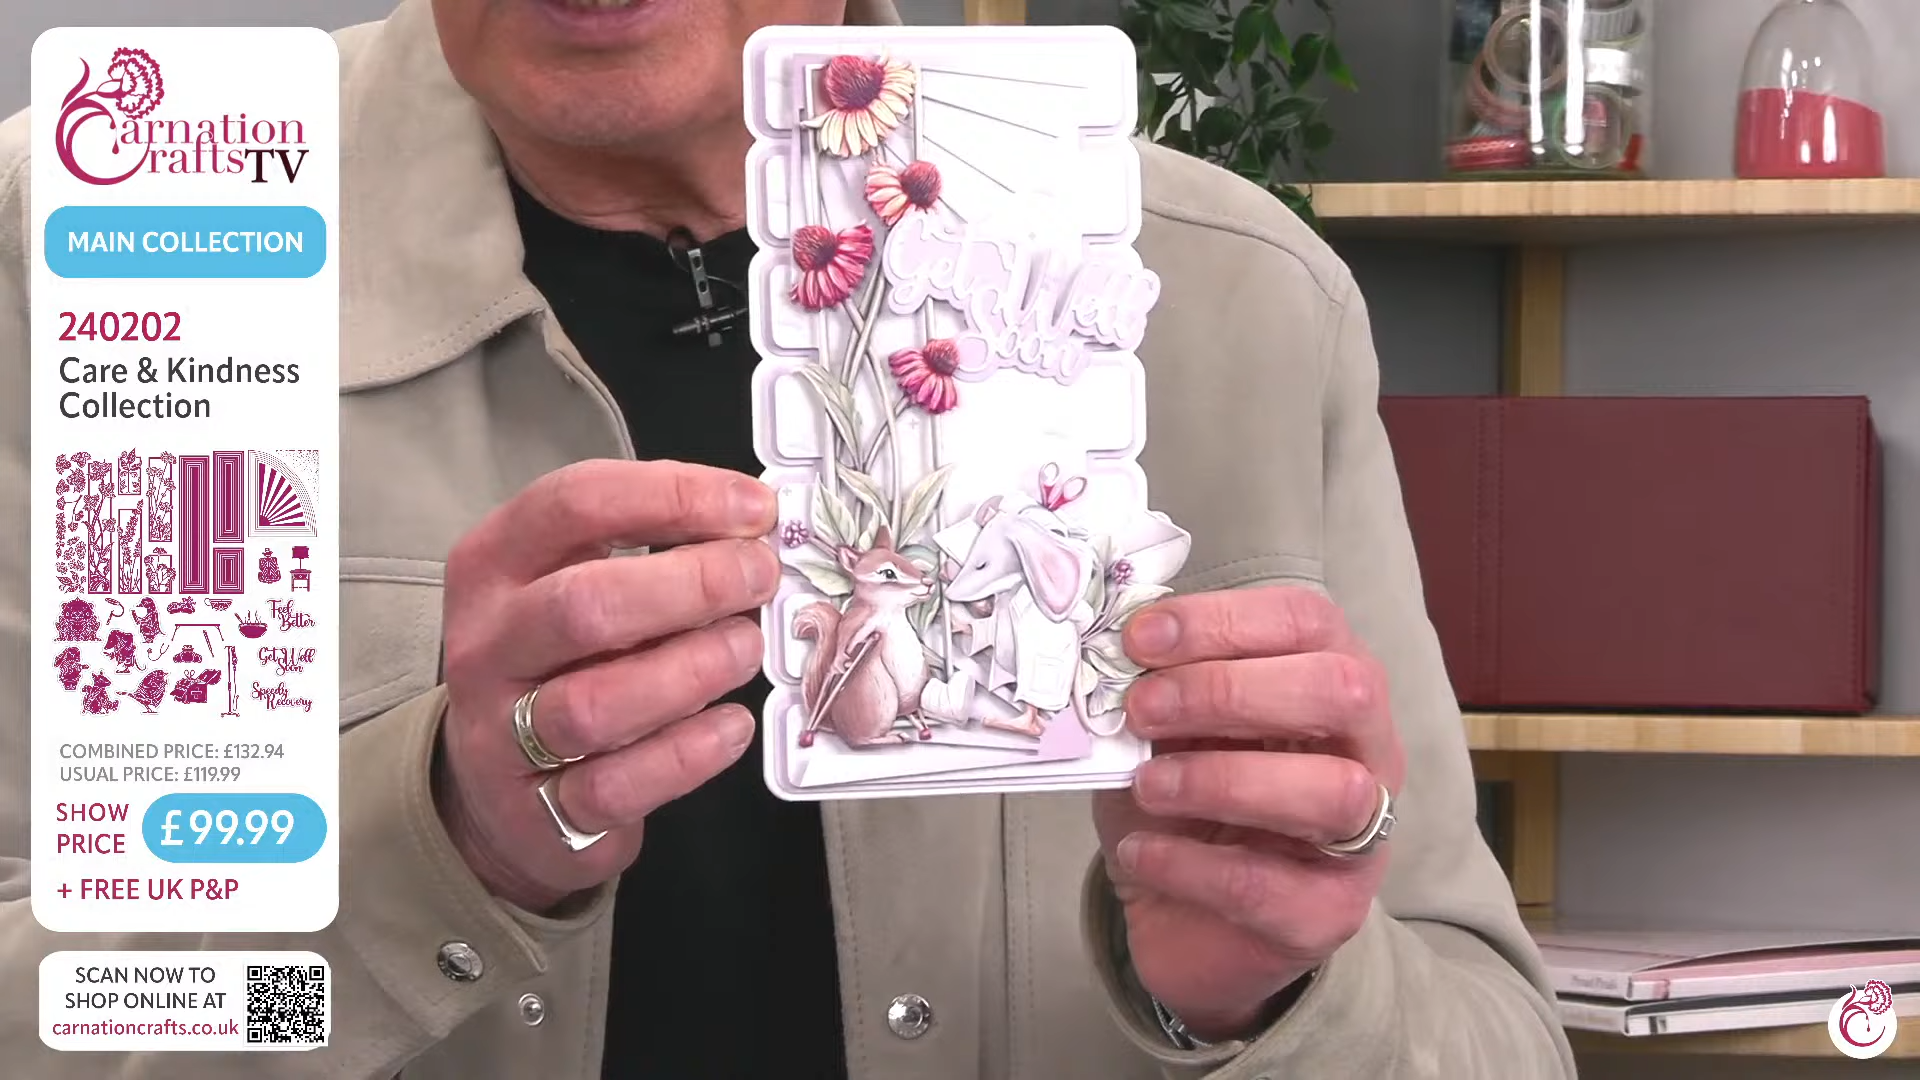 Carnation
Crafts TV
MAIN COLLECTION
240202
Care & Kindness
Collection
Feel
Better
Get Well
Soon
Speedy
Recovery
COMBINED PRICE: £132.94
USUAL PRICE: £119.99
SHOW
PRICE
£99.99
+ FREE UK P&P
SCAN NOW TO
SHOP ONLINE AT
carnationcrafts.co.uk
Get Well
Soon